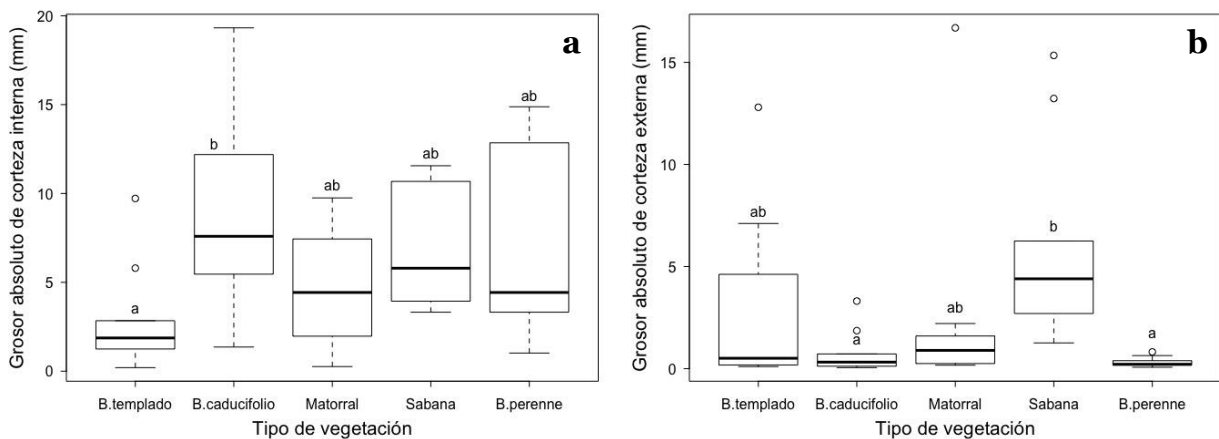 a
Grosor absoluto de corteza interna (mm)
20
15
10
5
0
a
b
ab
ab
ab
B.templado
B.caducifolio
Matorral
Sabana
B.perenne
Tipo de vegetación
b
Grosor absoluto de corteza externa (mm)
15
10
5
0
ab
a
ab
b
a
B.templado
B.caducifolio
Matorral
Sabana
B.perenne
Tipo de vegetación